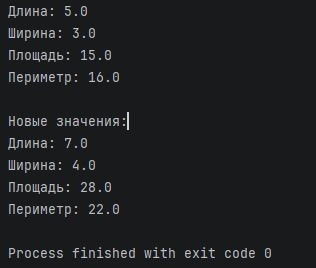 Длина: 5.0
Ширина: 3.0
Площадь: 15.0
Периметр: 16.0
Новые значения:
Длина: 7.0
Ширина: 4.0
Площадь: 28.0
Периметр: 22.0
Process finished with exit code 0